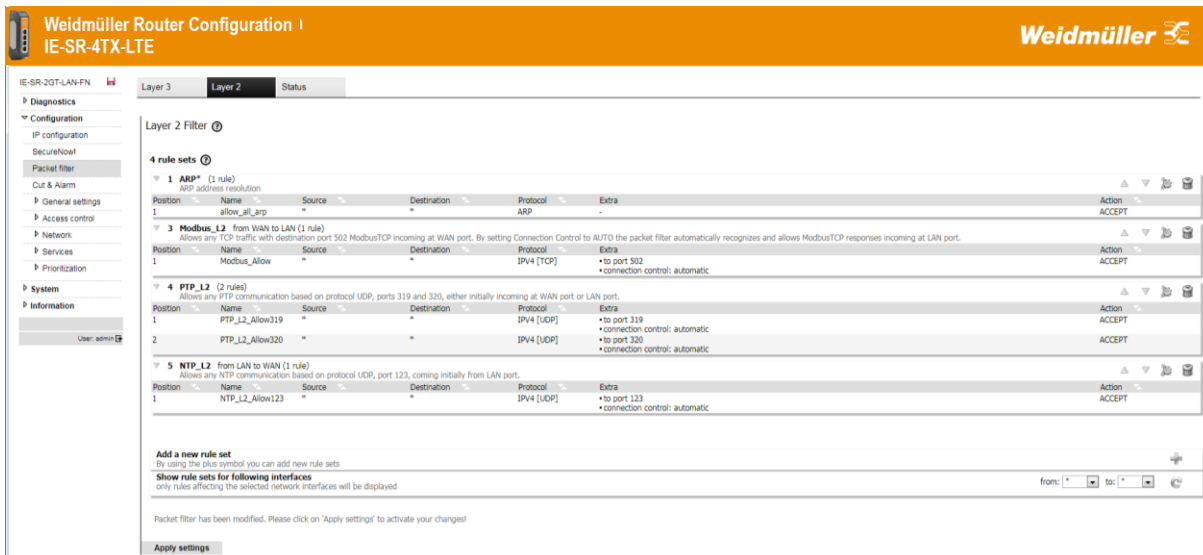 Weidmüller Router Configuration
IE-SR-4TX-LTE
Weidmüller
IE-SR-2GT-LAN-FN
Diagnostics
Configuration
IP configuration
SecureNow!
Packet filter
Cut & Alarm
General settings
Access control
Network
Services
Prioritization
System
Information
User: admin
Layer 3 Layer 2 Status
Layer 2 Filter ?
4 rule sets ?
1 ARP* (1 rule)
ARP address resolution
Position Name Source Destination Protocol Extra Action
1 allow_all_arp * * ARP - ACCEPT
3 Modbus_L2 from WAN to LAN (1 rule)
Allows any TCP traffic with destination port 502 ModbusTCP incoming at WAN port. By setting Connection Control to AUTO the packet filter automatically recognizes and allows ModbusTCP responses incoming at LAN port.
Position Name Source Destination Protocol Extra Action
1 Modbus_Allow * * IPV4 [TCP] • to port 502 ACCEPT
• connection control: automatic
4 PTP_L2 (2 rules)
Allows any PTP communication based on protocol UDP, ports 319 and 320, either initially incoming at WAN port or LAN port.
Position Name Source Destination Protocol Extra Action
1 PTP_L2_Allow319 * * IPV4 [UDP] • to port 319 ACCEPT
• connection control: automatic
2 PTP_L2_Allow320 * * IPV4 [UDP] • to port 320 ACCEPT
• connection control: automatic
5 NTP_L2 from LAN to WAN (1 rule)
Allows any NTP communication based on protocol UDP, port 123, coming initially from LAN port.
Position Name Source Destination Protocol Extra Action
1 NTP_L2_Allow123 * * IPV4 [UDP] • to port 123 ACCEPT
• connection control: automatic
Add a new rule set
By using the plus symbol you can add new rule sets
Show rule sets for following interfaces
only rules affecting the selected network interfaces will be displayed
from: * to: *
Packet filter has been modified. Please click on 'Apply settings' to activate your changes!
Apply settings